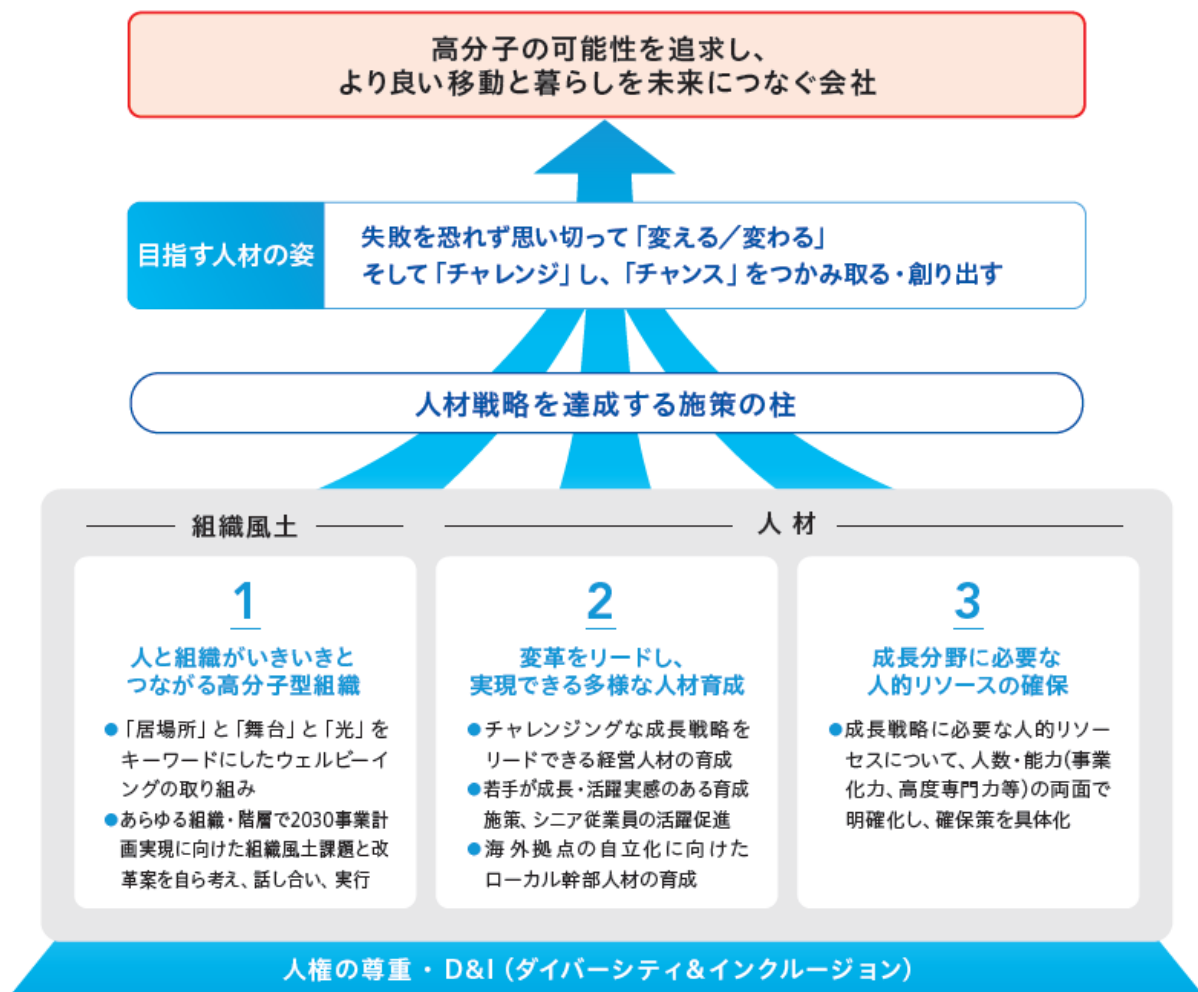 高分子の可能性を追求し、
より良い移動と暮らしを未来につなぐ会社
目指す人材の姿
失敗を恐れず思い切って「変える／変わる」
そして「チャレンジ」し、「チャンス」をつかみ取る・創り出す
人材戦略を達成する施策の柱
組織風土
人材
1
人と組織がいきいきと
つながる高分子型組織
●「居場所」と「舞台」と「光」を
キーワードにしたウェルビーイ
ングの取り組み
●あらゆる組織・階層で2030事業計
画実現に向けた組織風土課題と改
革案を自ら考え、話し合い、実行
2
変革をリードし、
実現できる多様な人材育成
●チャレンジングな成長戦略を
リードできる経営人材の育成
●若手が成長・活躍実感のある育成
施策、シニア従業員の活躍促進
●海外拠点の自立化に向けた
ローカル幹部人材の育成
3
成長分野に必要な
人的リソースの確保
●成長戦略に必要な人的リソー
セスについて、人数・能力(事業
化力、高度専門力等)の両面で
明確化し、確保策を具体化
人権の尊重・D&I（ダイバーシティ&インクルージョン）